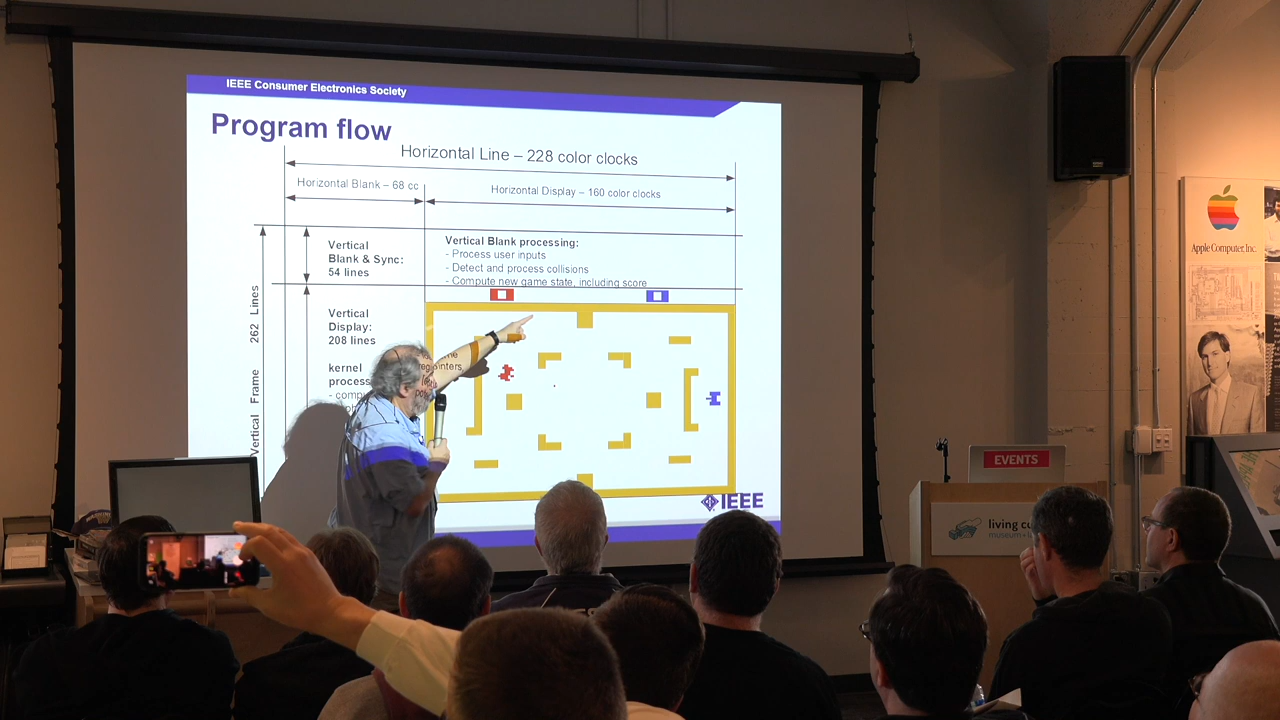 IEEE Consumer Electronics Society
Program flow
Horizontal Line – 228 color clocks
Horizontal Blank – 68 cc
Horizontal Display – 160 color clocks
Vertical
Blank & Sync:
54 lines
Vertical Blank processing:
- Process user inputs
- Detect and process collisions
- Compute new game state, including score
Vertical Frame 262 Lines
Vertical
Display:
208 lines
kernel
IEEE
Apple Computer, Inc.
EVENTS
living